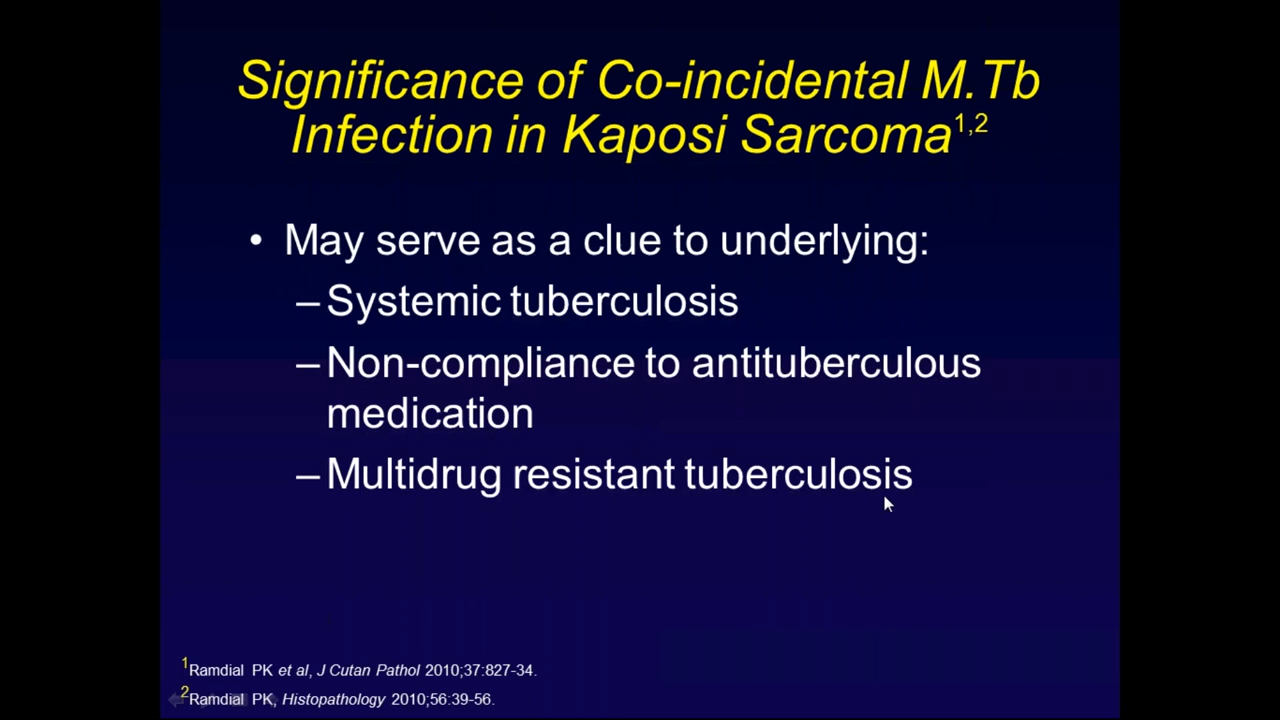 Significance of Co-incidental M.Tb
Infection in Kaposi Sarcoma1,2
• May serve as a clue to underlying:
–Systemic tuberculosis
–Non-compliance to antituberculous
medication
–Multidrug resistant tuberculosis
1Ramdial PK et al, J Cutan Pathol 2010;37:827-34.
2Ramdial PK, Histopathology 2010;56:39-56.